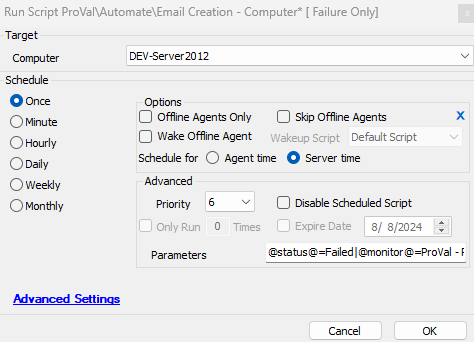 Run Script ProVal\Automate\Email Creation - Computer* [ Failure Only]
Target
Computer DEV-Server2012
Schedule
Once
Minute
Hourly
Daily
Weekly
Monthly
Options
Offline Agents Only Skip Offline Agents X
Wake Offline Agent Wakeup Script Default Script
Schedule for Agent time Server time
Advanced
Priority 6 Disable Scheduled Script
Only Run 0 Times Expire Date 8/ 8/2024
Parameters @status@=Failed|@monitor@=ProVal -
Advanced Settings
Cancel OK